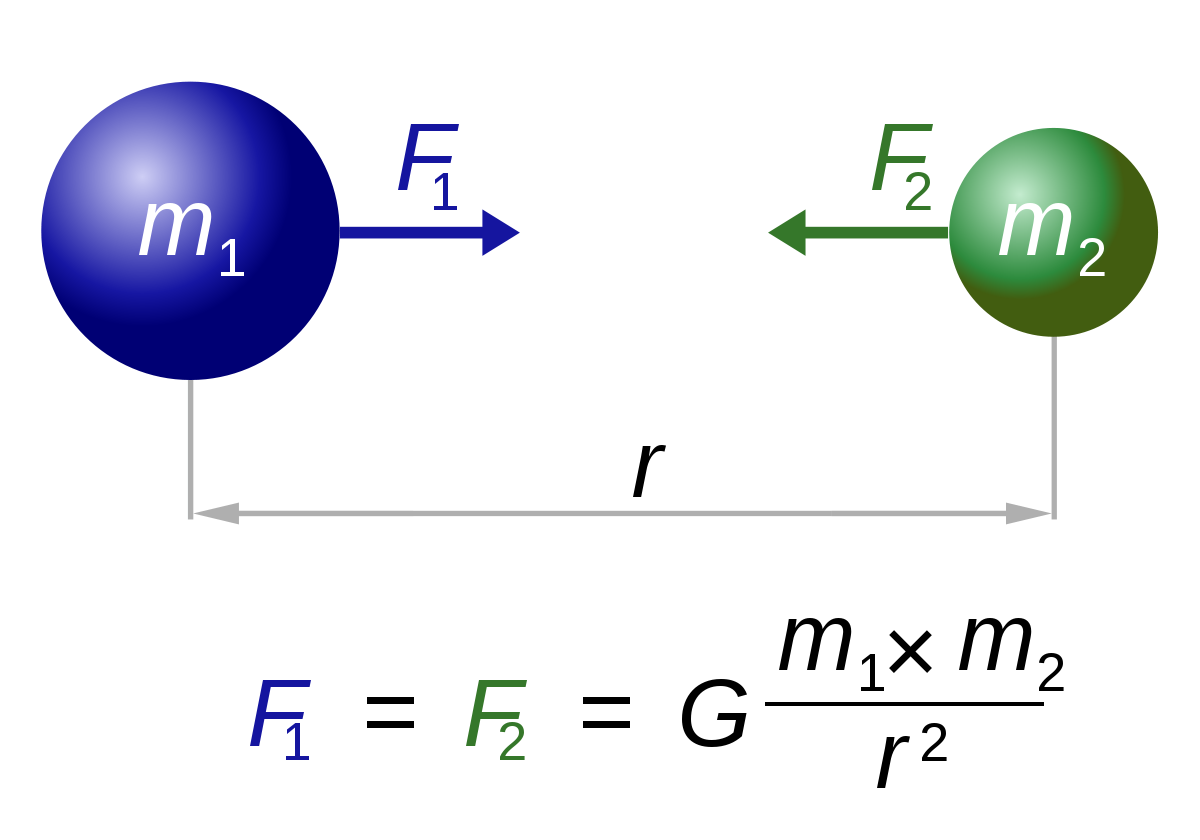 F₁ F₂
m₁ m₂
r
F₁ = F₂ = G m₁ × m₂ / r²